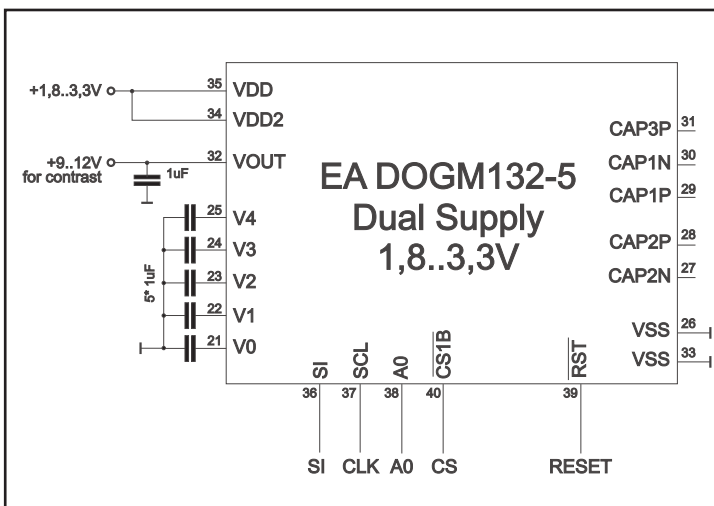 +1,8..3,3V
35 VDD
34 VDD2
+9..12V
for contrast
1uF
32 VOUT
5* 1uF
25 V4
24 V3
23 V2
22 V1
21 V0
EA DOGM132-5
Dual Supply
1,8..3,3V
CAP3P 31
CAP1N 30
CAP1P 29
CAP2P 28
CAP2N 27
VSS 26
VSS 33
SI SCL A0 CS1B RST
36 37 38 40 39
SI CLK A0 CS RESET